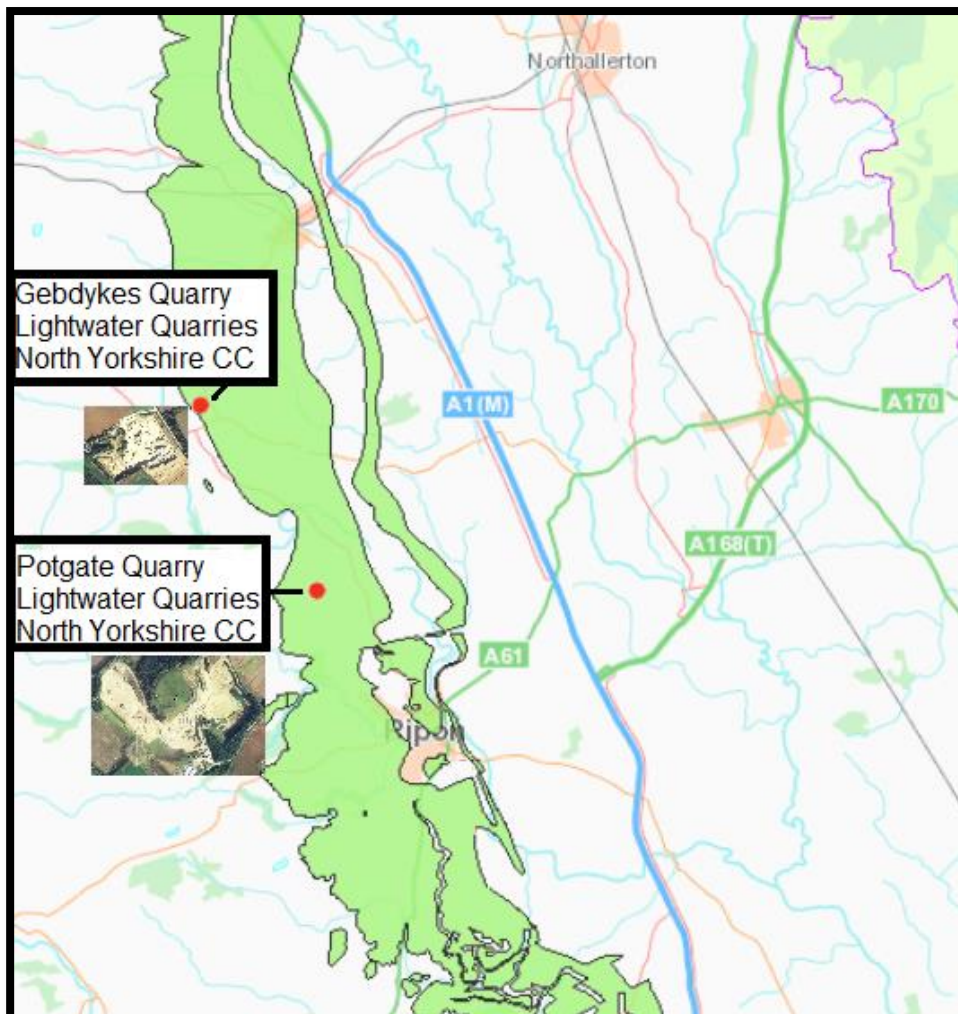 Northallerton
Gebdykes Quarry
Lightwater Quarries
North Yorkshire CC
A1(M)
A170
Potgate Quarry
Lightwater Quarries
North Yorkshire CC
A168(T)
A61
Ripon